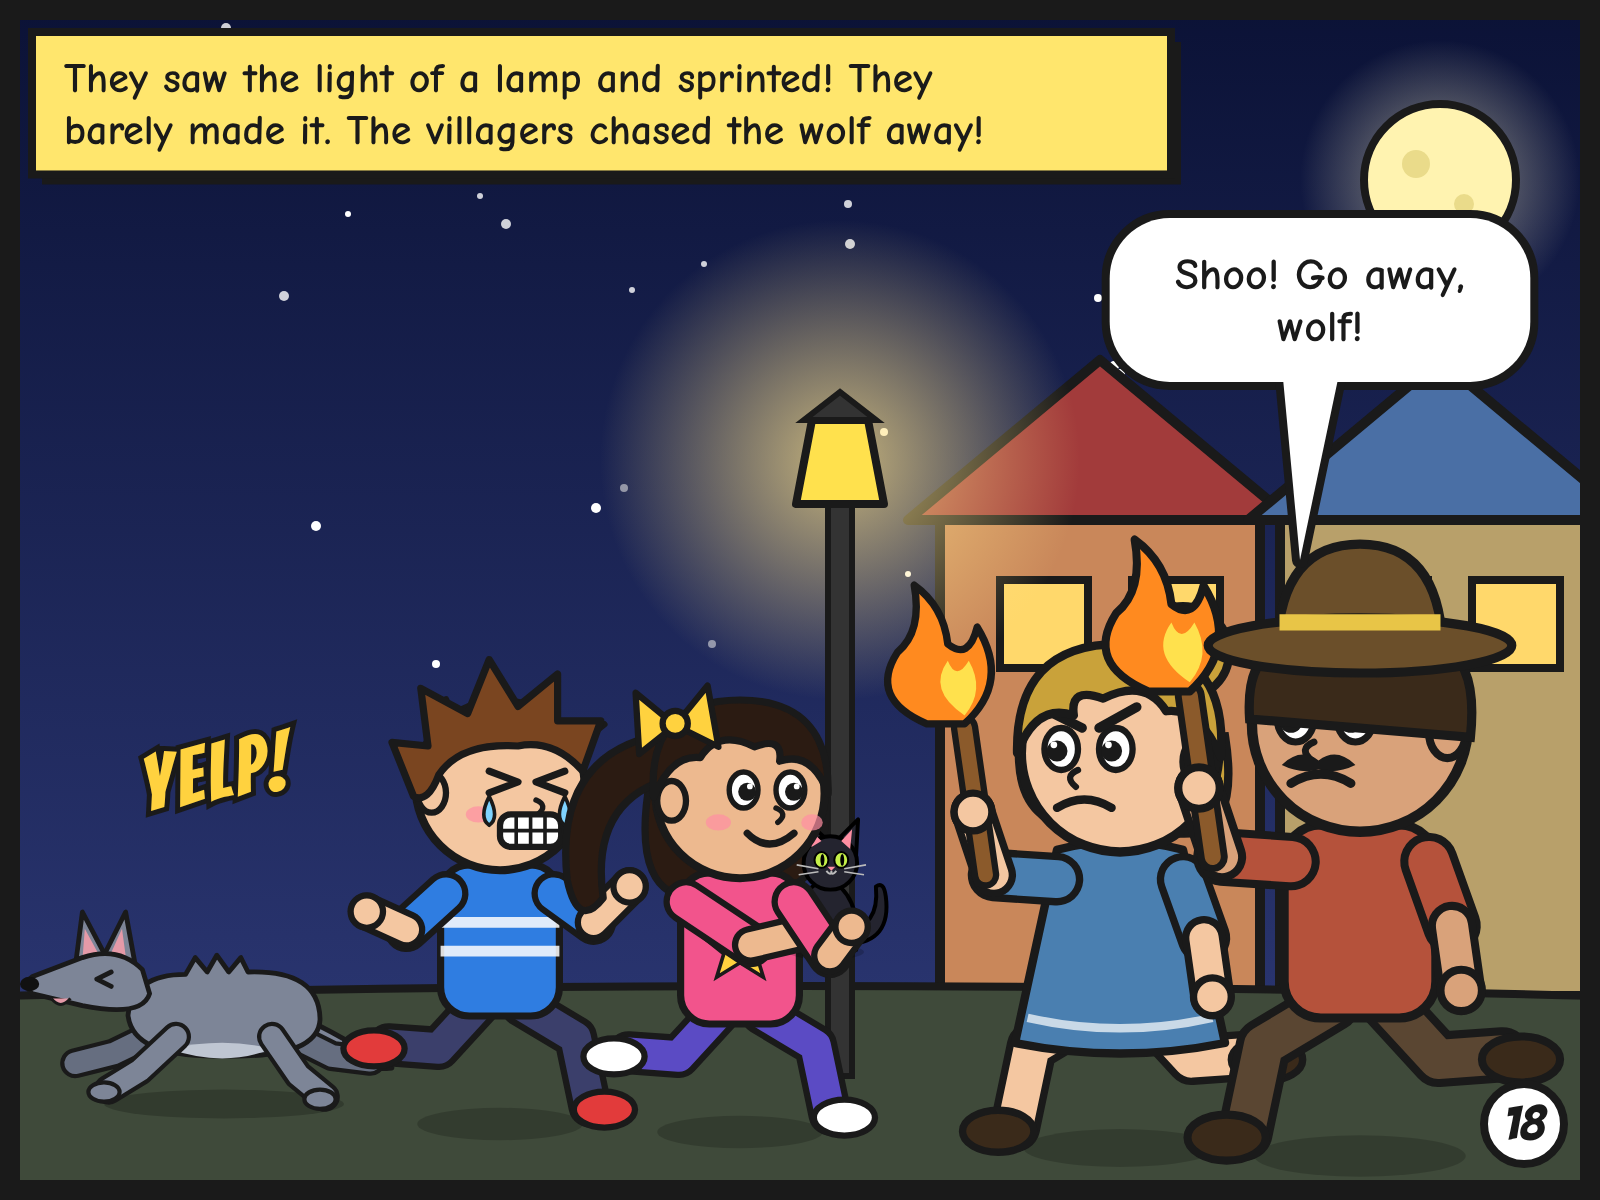 They saw the light of a lamp and sprinted! They
barely made it. The villagers chased the wolf away!
Shoo! Go away,
wolf!
YELP!
18